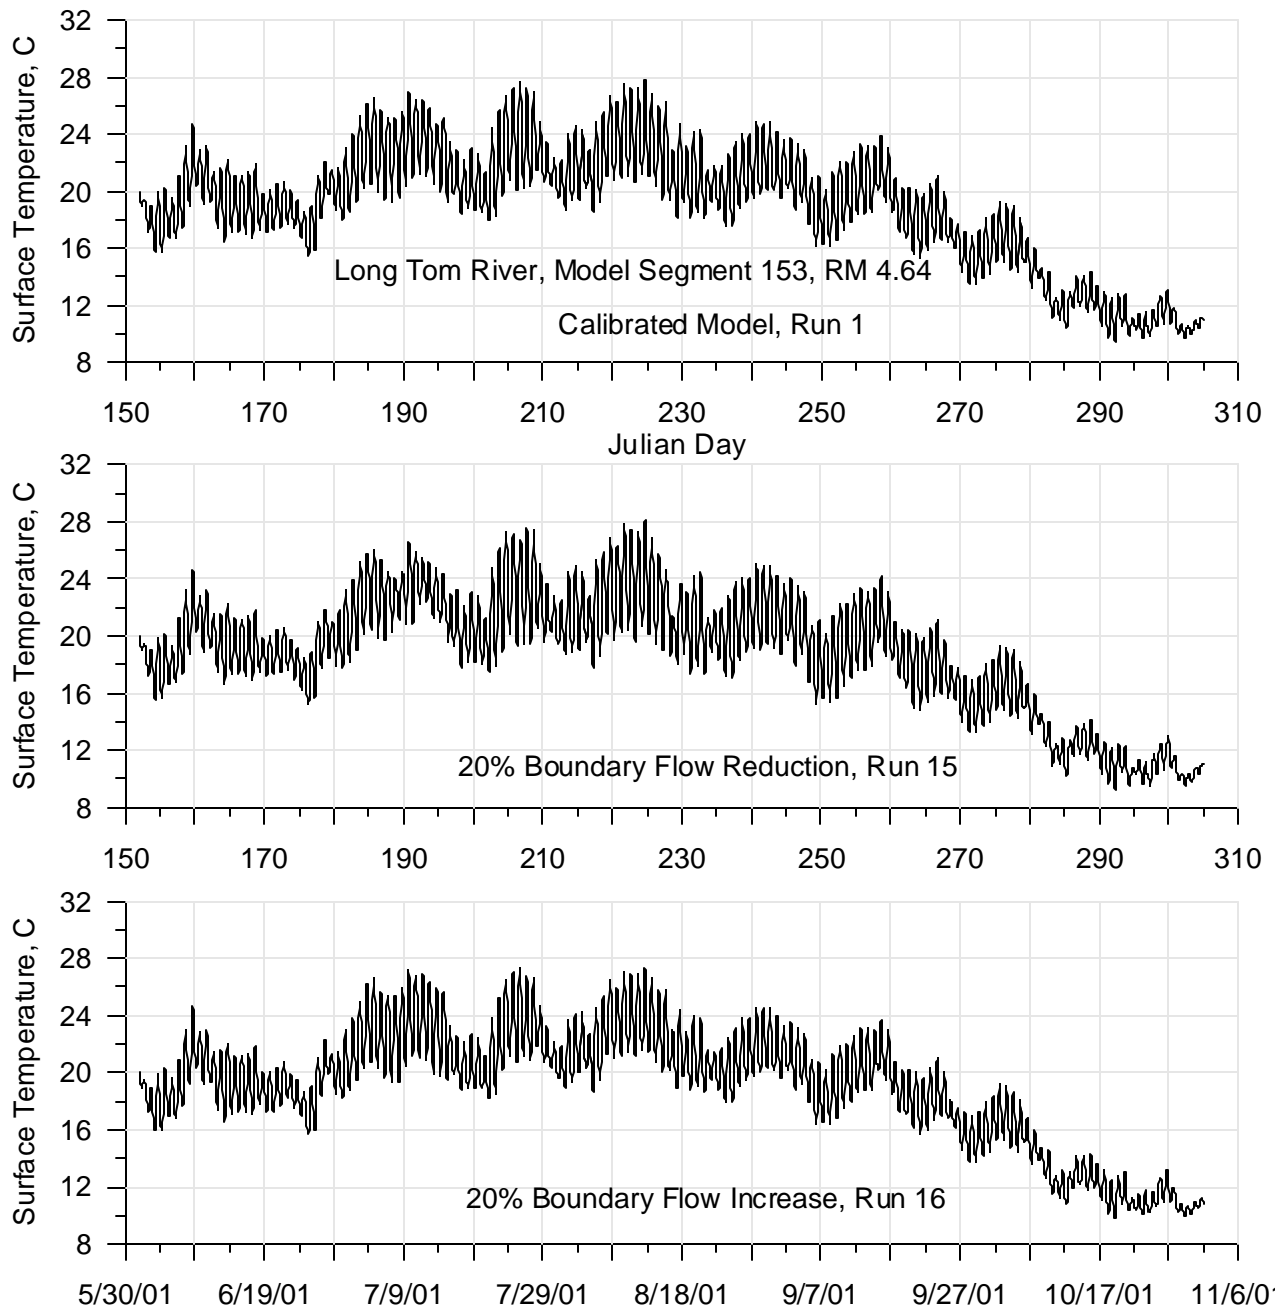 32
28
24
20
16
12
8
Surface Temperature, C
Long Tom River, Model Segment 153, RM 4.64
Calibrated Model, Run 1
150 170 190 210 230 250 270 290 310
Julian Day
32
28
24
20
16
12
8
Surface Temperature, C
20% Boundary Flow Reduction, Run 15
150 170 190 210 230 250 270 290 310
32
28
24
20
16
12
8
Surface Temperature, C
20% Boundary Flow Increase, Run 16
5/30/01 6/19/01 7/9/01 7/29/01 8/18/01 9/7/01 9/27/01 10/17/01 11/6/0